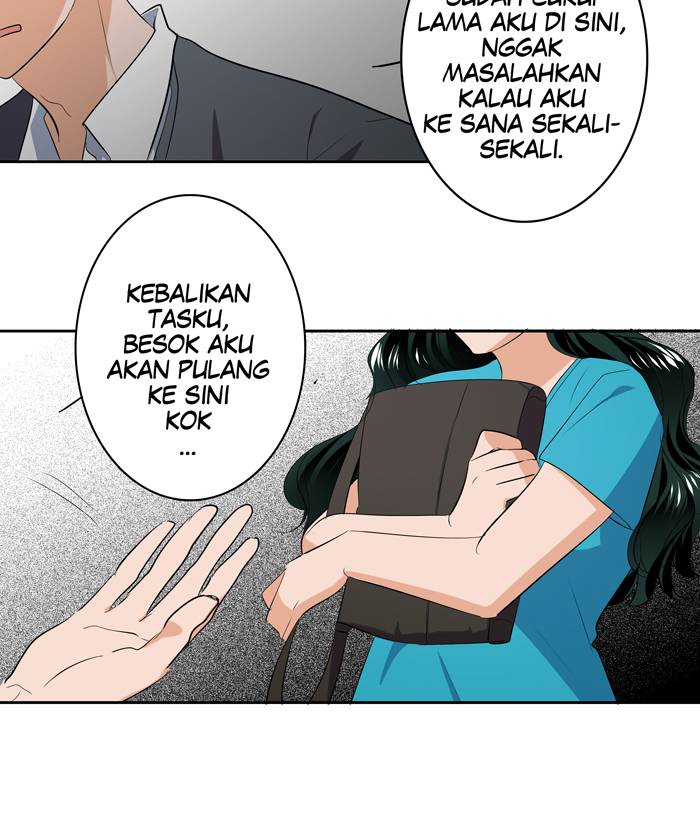 LAMA AKU DI SINI,
NGGAK
MASALAHKAN
KALAU AKU
KE SANA SEKALI-
SEKALI.
KEBALIKAN
TASKU,
BESOK AKU
AKAN PULANG
KE SINI
KOK
...